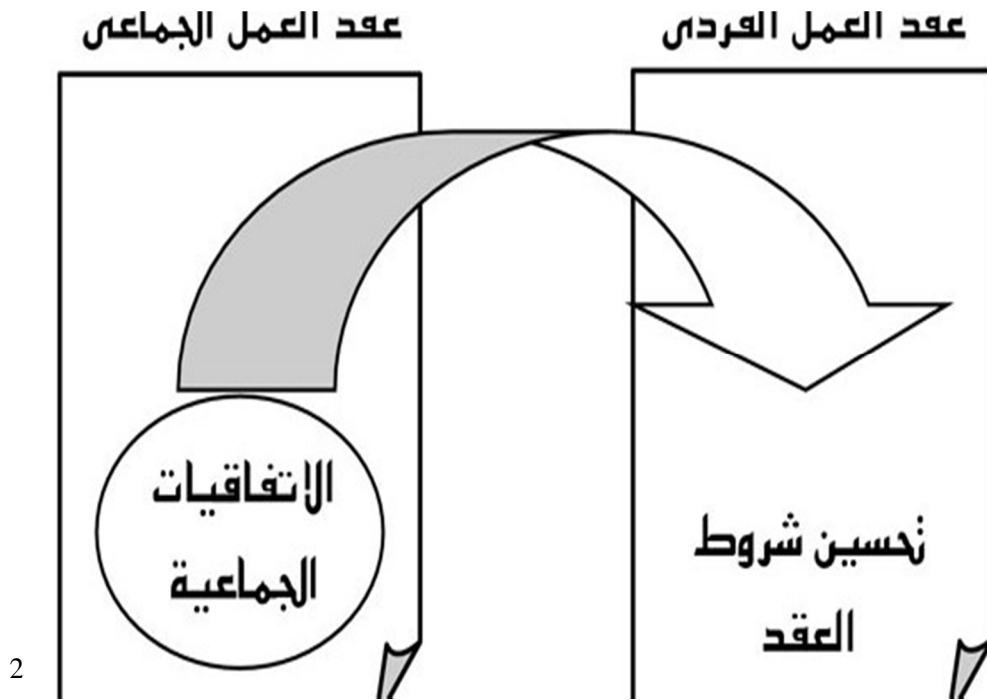 عقد العمل الفردى
عقد العمل الجماعى
تحسين شروط
العقد
الاتفاقيات
الجماعية
2